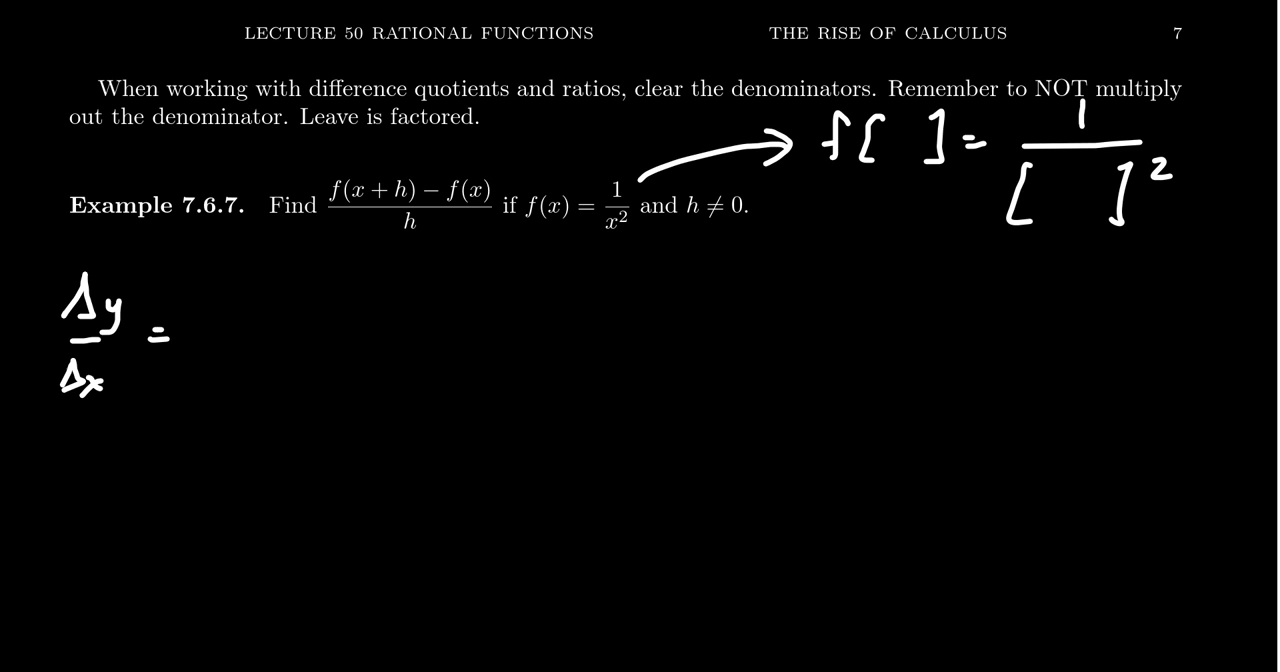 LECTURE 50 RATIONAL FUNCTIONS THE RISE OF CALCULUS 7
When working with difference quotients and ratios, clear the denominators. Remember to NOT multiply
out the denominator. Leave is factored.
f[ ] = 1/[ ]²
Example 7.6.7. Find (f(x + h) − f(x))/h if f(x) = 1/x² and h ≠ 0.
Δy/Δx =